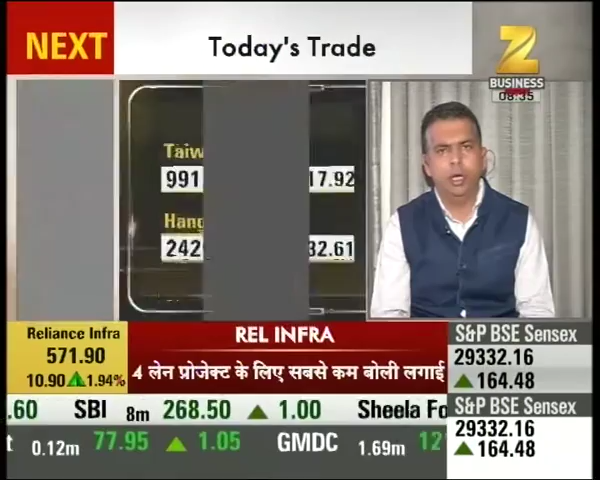 NEXT
Today's Trade
Z
BUSINESS
08:35
991
17.92
242
32.61
Reliance Infra
571.90
10.90 ▲ 1.94%
REL INFRA
4 लेन प्रोजेक्ट के लिए सबसे कम बोली लगाई
S&P BSE Sensex
29332.16
▲ 164.48
.60 SBI 8m 268.50 ▲ 1.00 Sheela Fo
S&P BSE Sensex
29332.16
▲ 164.48
t 0.12m 77.95 ▲ 1.05 GMDC 1.69m 12